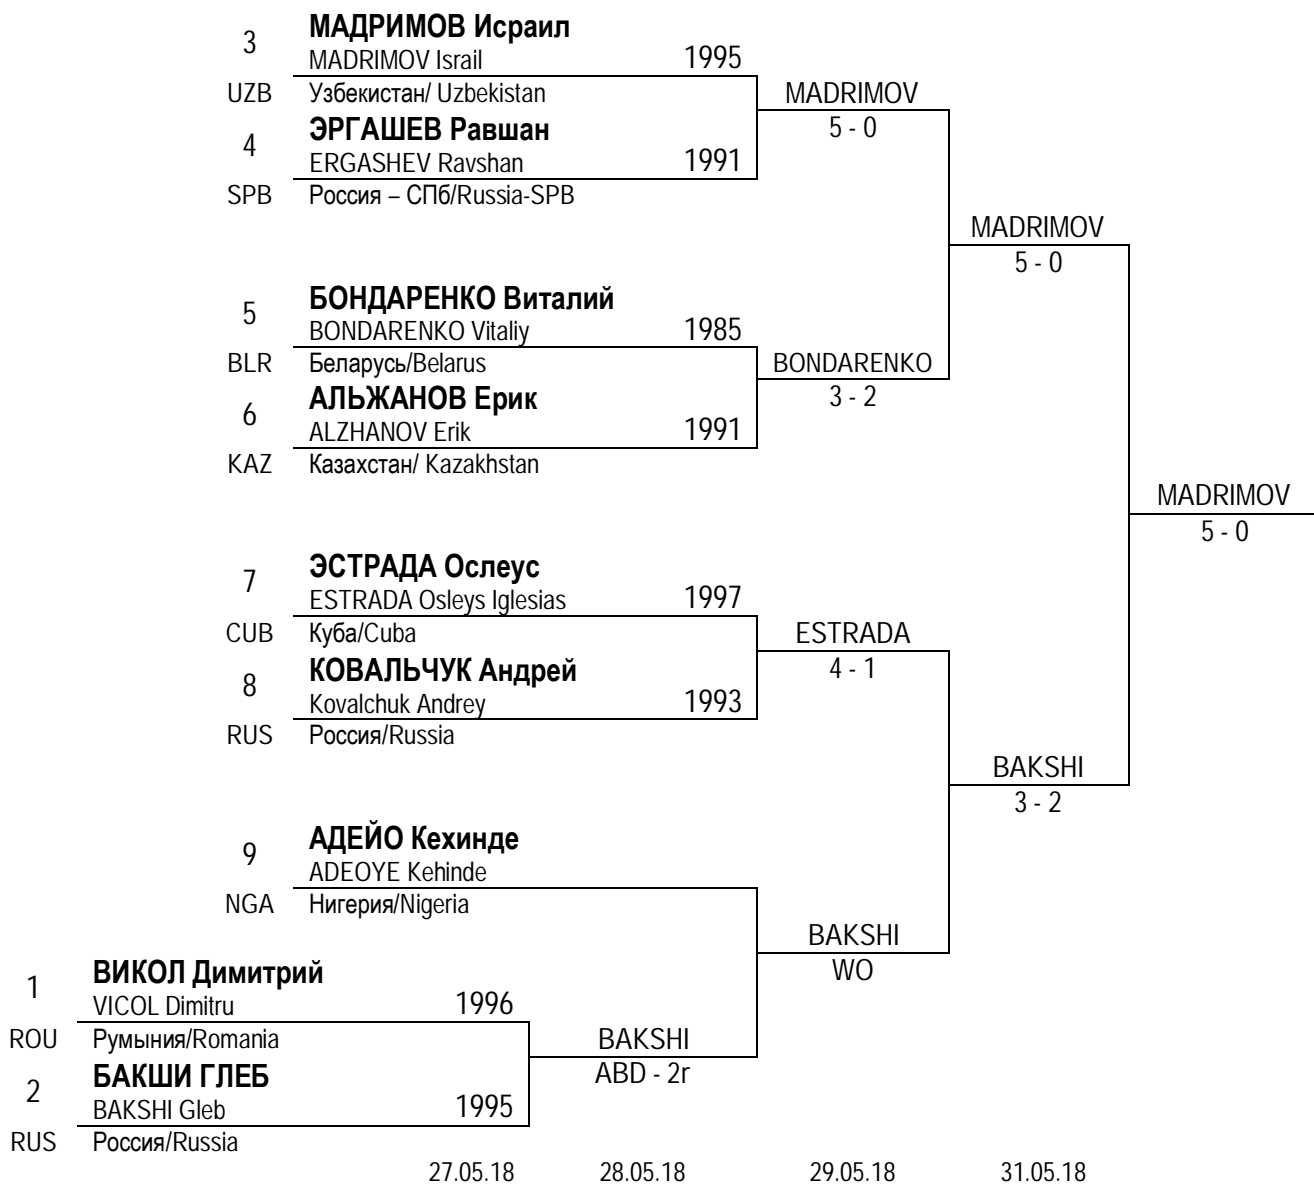 3
МАДРИМОВ Исраил
MADRIMOV Israil 1995
UZB Узбекистан/ Uzbekistan
MADRIMOV
5 - 0
4
ЭРГАШЕВ Равшан
ERGASHEV Ravshan 1991
SPB Россия – СПб/Russia-SPB
MADRIMOV
5 - 0
5
БОНДАРЕНКО Виталий
BONDARENKO Vitaliy 1985
BLR Беларусь/Belarus
BONDARENKO
3 - 2
6
АЛЬЖАНОВ Ерик
ALZHANOV Erik 1991
KAZ Казахстан/ Kazakhstan
MADRIMOV
5 - 0
7
ЭСТРАДА Ослеус
ESTRADA Osleys Iglesias 1997
CUB Куба/Cuba
ESTRADA
4 - 1
8
КОВАЛЬЧУК Андрей
Kovalchuk Andrey 1993
RUS Россия/Russia
BAKSHI
3 - 2
9
АДЕЙО Кехинде
ADEOYE Kehinde
NGA Нигерия/Nigeria
BAKSHI
WO
1
ВИКОЛ Димитрий
VICOL Dimitru 1996
ROU Румыния/Romania
BAKSHI
ABD - 2r
2
БАКШИ ГЛЕБ
BAKSHI Gleb 1995
RUS Россия/Russia
27.05.18 28.05.18 29.05.18 31.05.18